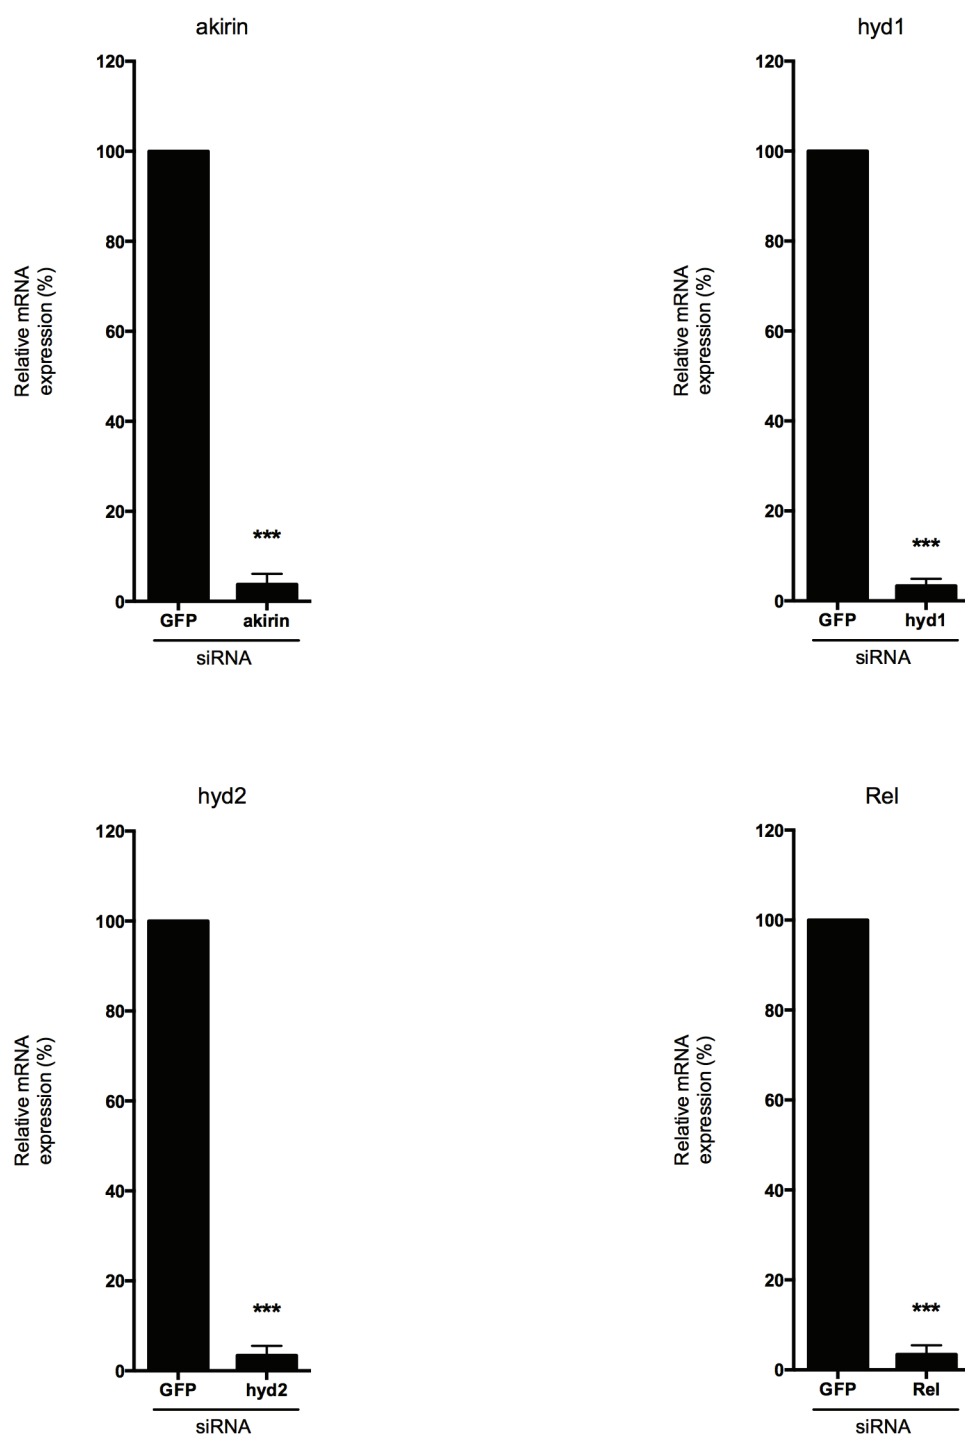 akirin
120
100
80
60
40
20
0
Relative mRNA
expression (%)
***
GFP akirin
siRNA
hyd1
120
100
80
60
40
20
0
Relative mRNA
expression (%)
***
GFP hyd1
siRNA
hyd2
120
100
80
60
40
20
0
Relative mRNA
expression (%)
***
GFP hyd2
siRNA
Rel
120
100
80
60
40
20
0
Relative mRNA
expression (%)
***
GFP Rel
siRNA